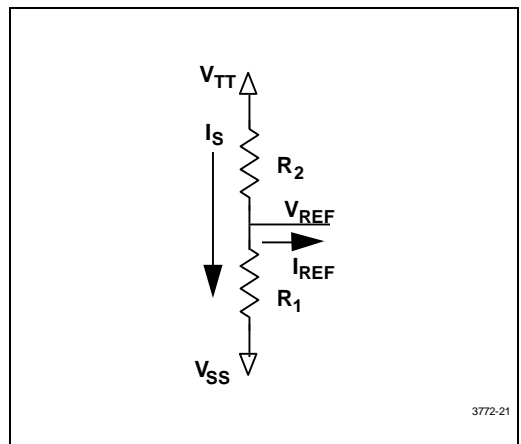 VTT
IS
R2
VREF
IREF
R1
VSS
3772-21